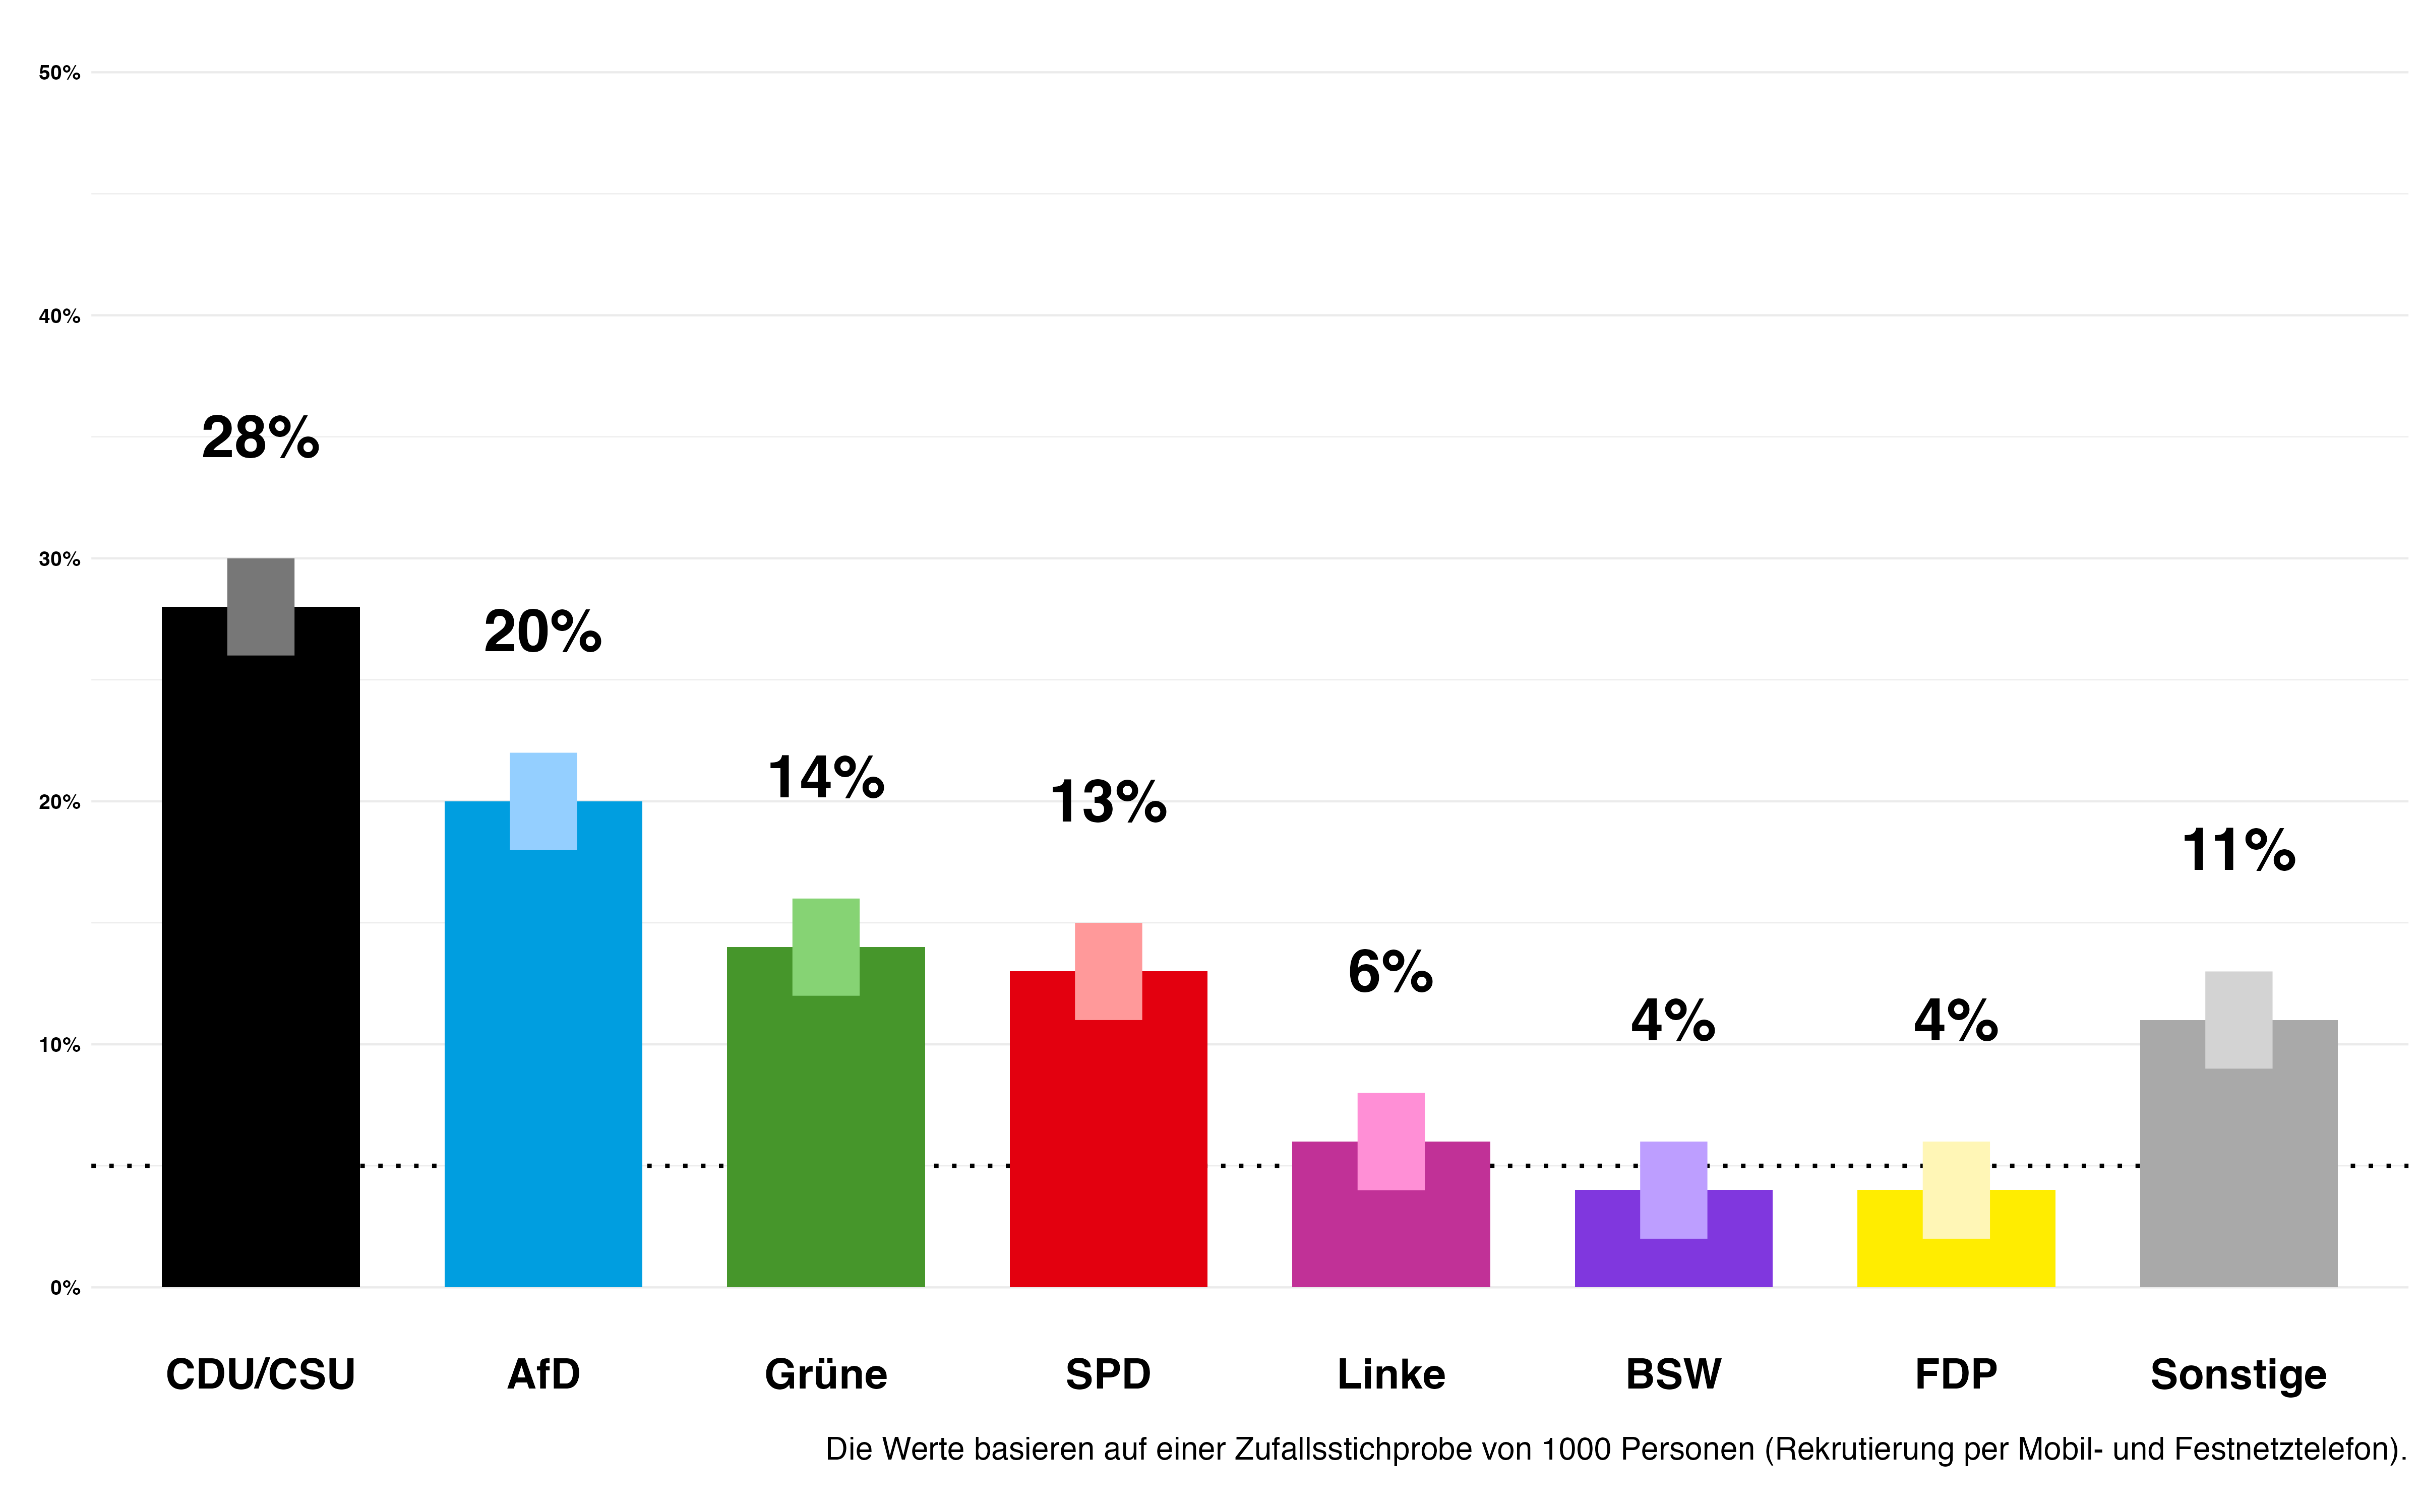 50%
40%
30%
20%
10%
0%
28%
20%
14%
13%
6%
4%
4%
11%
CDU/CSU
AfD
Grüne
SPD
Linke
BSW
FDP
Sonstige
Die Werte basieren auf einer Zufallsstichprobe von 1000 Personen (Rekrutierung per Mobil- und Festnetztelefon).